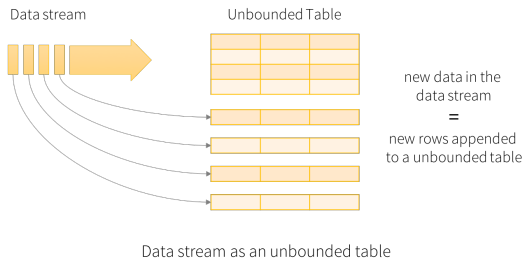 Data stream
Unbounded Table
new data in the
data stream
=
new rows appended
to a unbounded table
Data stream as an unbounded table